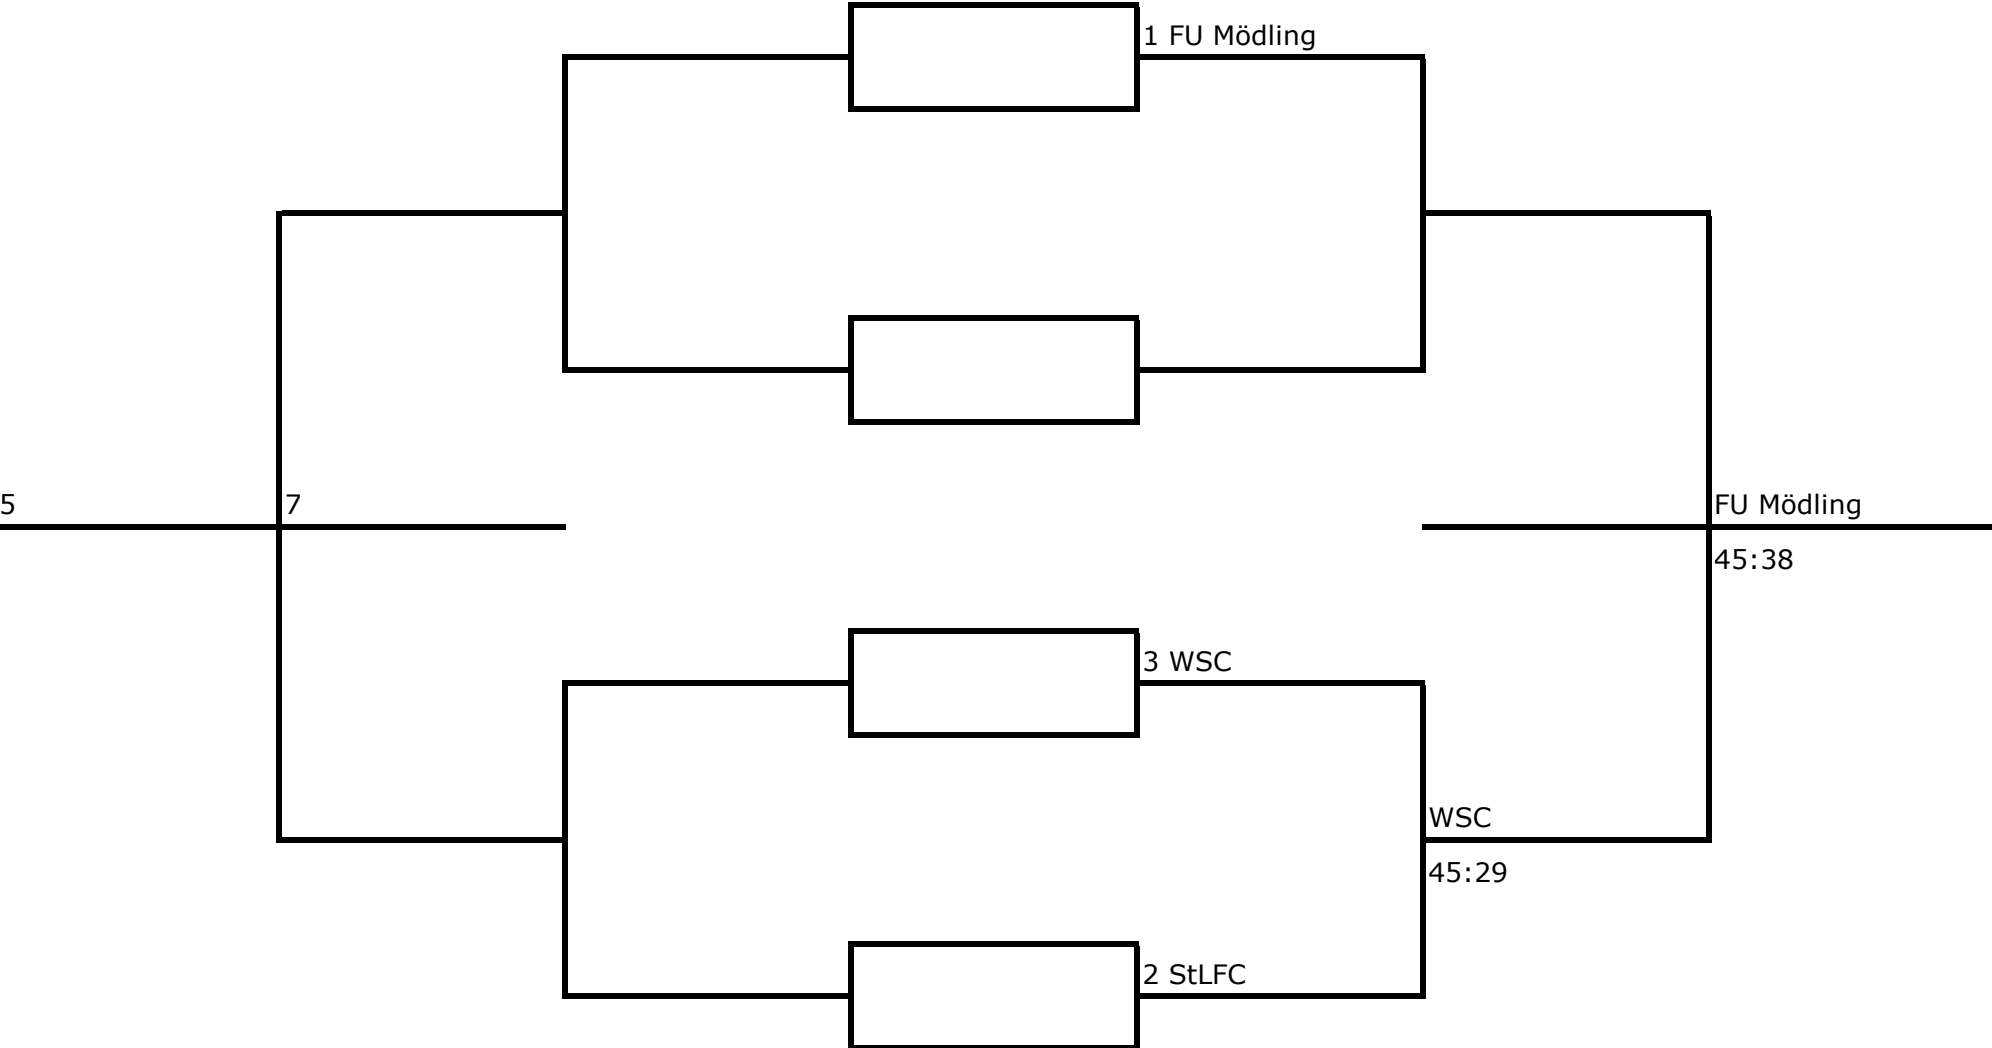 1 FU Mödling
5
7
FU Mödling
45:38
3 WSC
WSC
45:29
2 StLFC